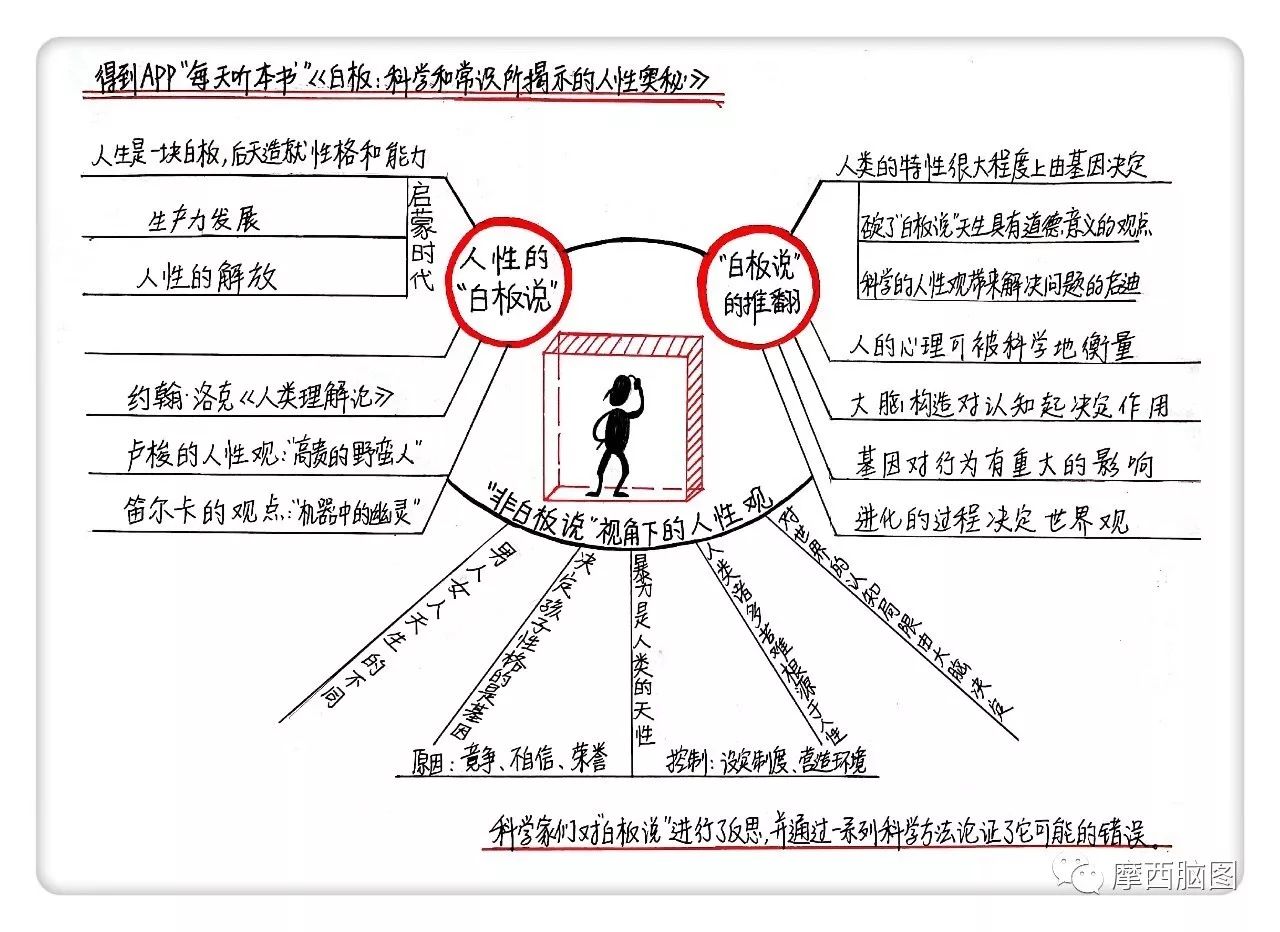 得到APP“每天听本书”《白板:科学和常识所揭示的人性奥秘》
人生是一块白板,后天造就性格和能力
生产力发展
人性的解放
启蒙时代
人性的
“白板说”
约翰·洛克《人类理解论》
卢梭的人性观:“高贵的野蛮人”
笛尔卡的观点:“机器中的幽灵”
“白板说”
的推翻
人类的特性很大程度上由基因决定
否定了“白板说”天生具有道德意义的观点
科学的人性观带来解决问题的启迪
人的心理可被科学地衡量
大脑构造对认知起决定作用
基因对行为有重大的影响
进化的过程决定世界观
“非白板说”视角下的人性观
男人女人天生的不同
决定孩子性格的是基因
暴力是人类的天性
人类诸多苦难根源于人性
对世界的认知局限由大脑决定
原因:竞争、不自信、荣誉
控制:设定制度、营造环境
科学家们对“白板说”进行了反思,并通过一系列科学方法论证了它可能的错误。
摩西脑图